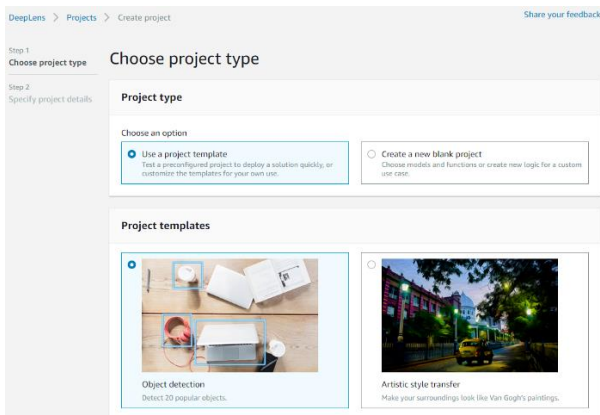 DeepLens > Projects > Create project
Share your feedback
Step 1
Choose project type
Step 2
Specify project details
Choose project type
Project type
Choose an option
Use a project template
Test a preconfigured project to deploy a solution quickly, or
customize the templates for your own use.
Create a new blank project
Choose models and functions or create new logic for a custom
use case.
Project templates
Object detection
Detect 20 popular objects.
Artistic style transfer
Make your surroundings look like Van Gogh's paintings.